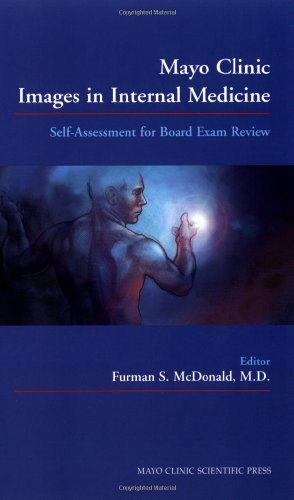 Mayo Clinic
Images in Internal Medicine
Self-Assessment for Board Exam Review
Editor
Furman S. McDonald, M.D.
MAYO CLINIC SCIENTIFIC PRESS